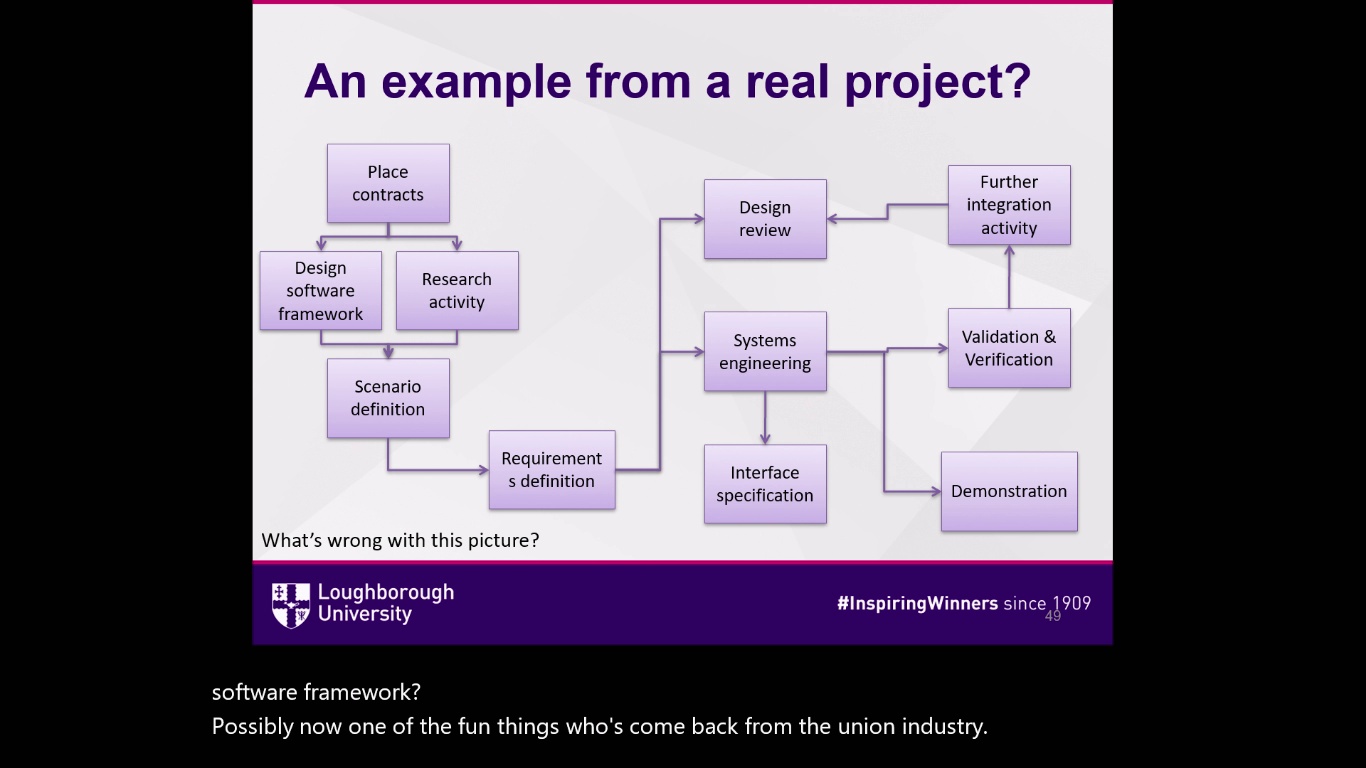 An example from a real project?
Place
contracts
Design
software
framework
Research
activity
Scenario
definition
Requirement
s definition
Design
review
Systems
engineering
Interface
specification
Further
integration
activity
Validation &
Verification
Demonstration
What's wrong with this picture?
Loughborough
University
#InspiringWinners since 1909
49
software framework?
Possibly now one of the fun things who's come back from the union industry.